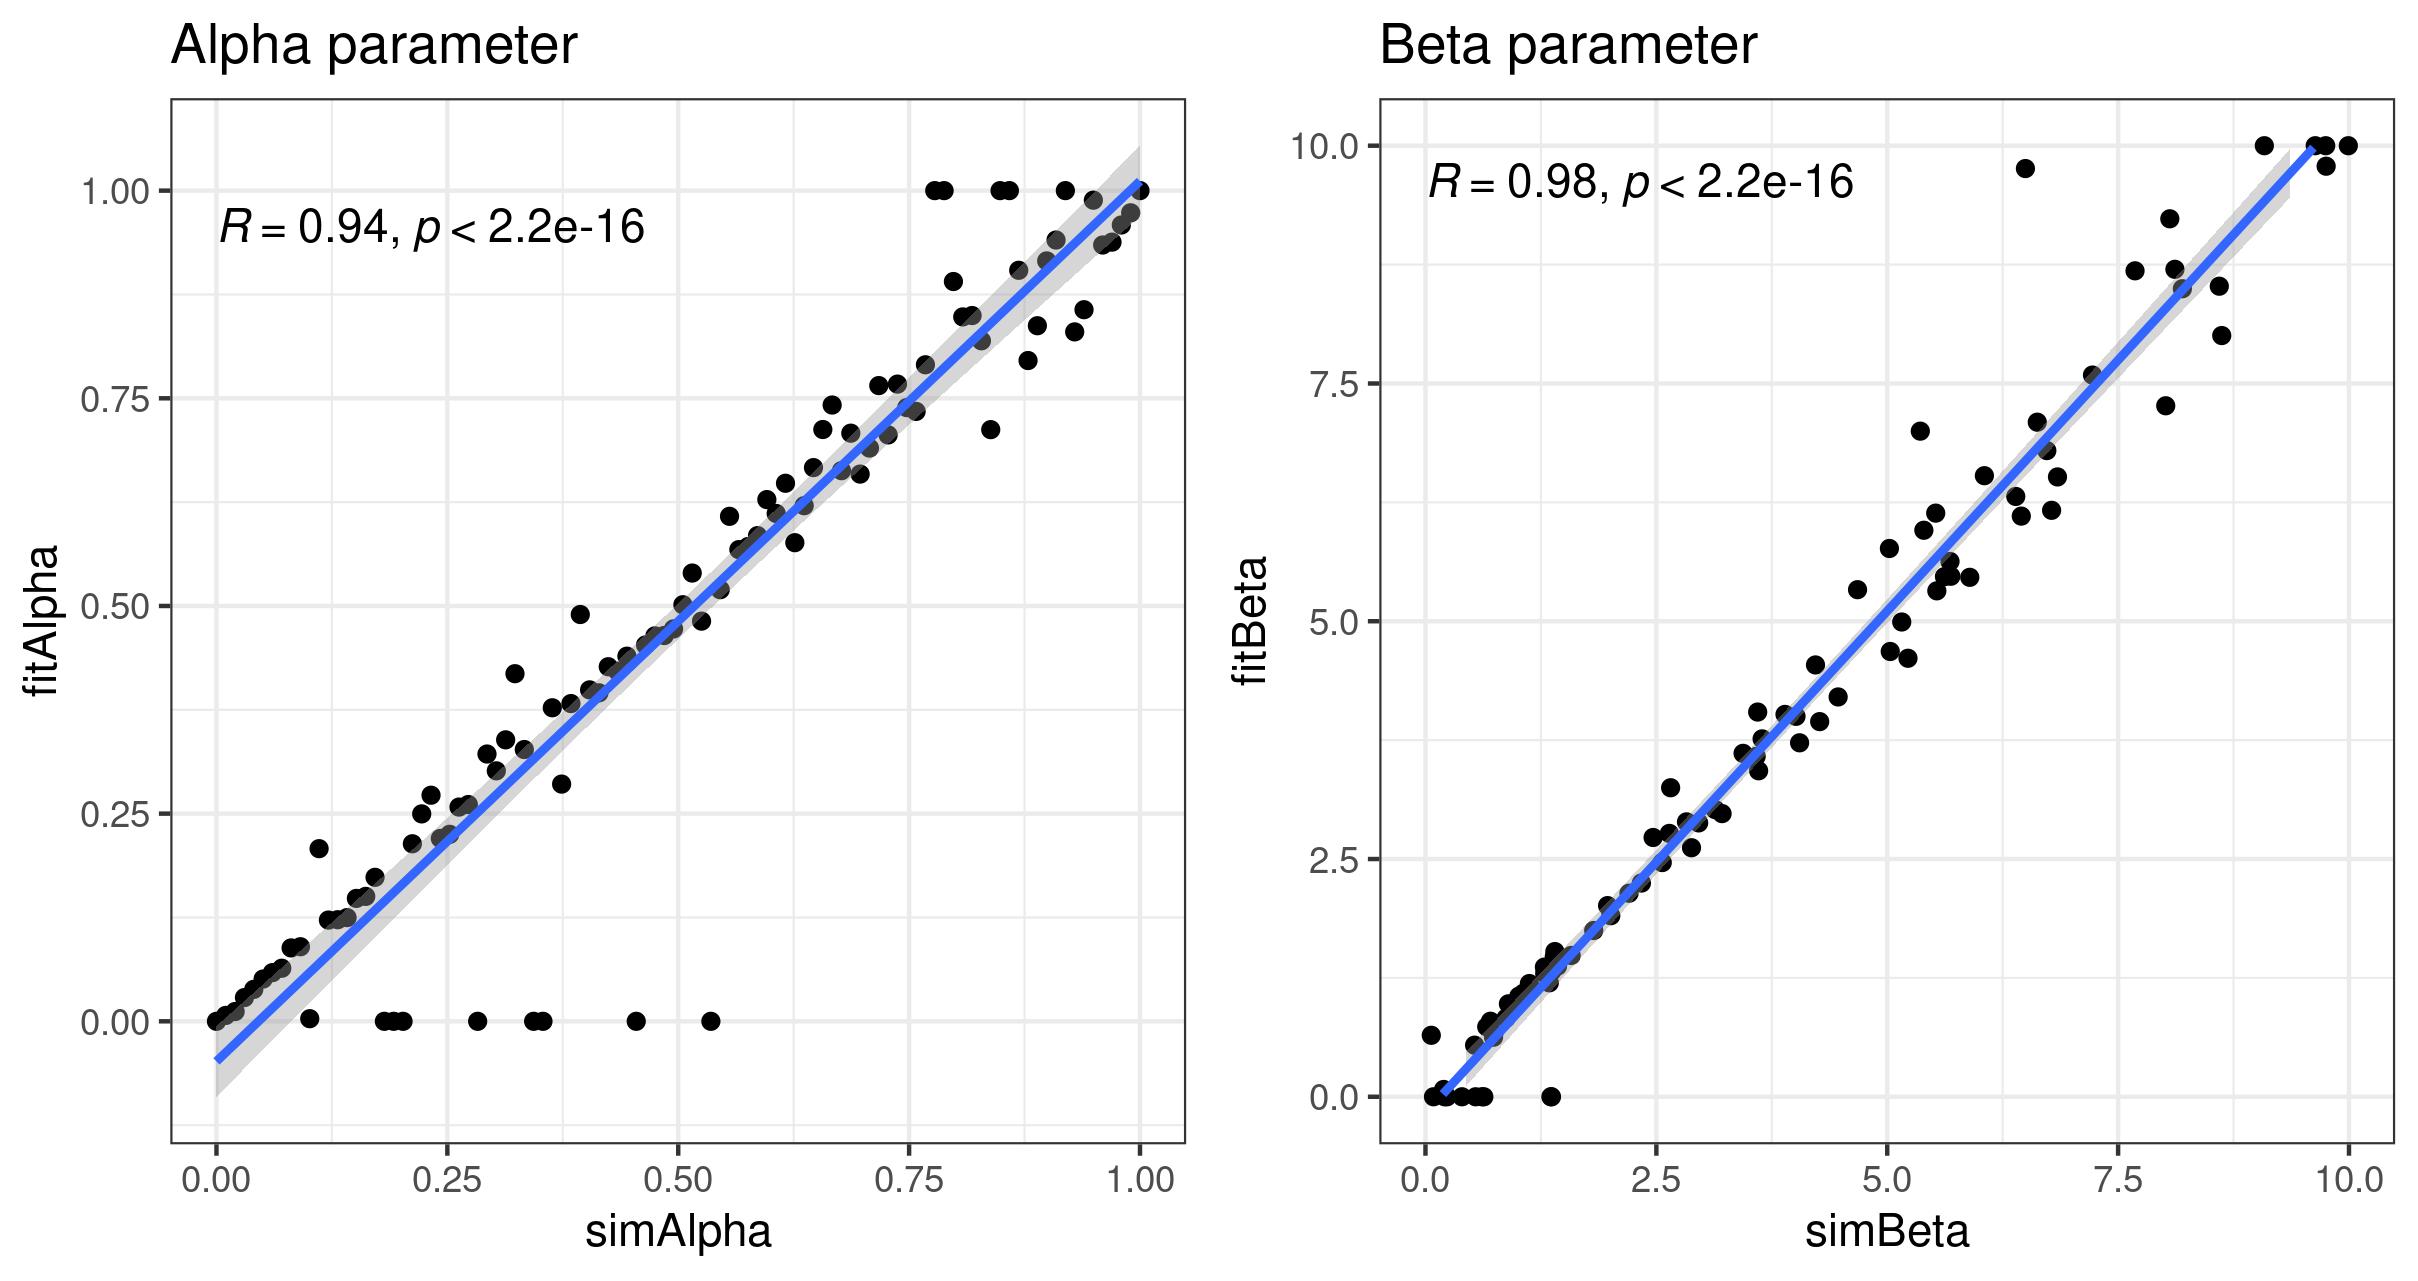 Alpha parameter
R = 0.94, p < 2.2e-16
1.00
0.75
0.50
0.25
0.00
fitAlpha
0.00 0.25 0.50 0.75 1.00
simAlpha
Beta parameter
R = 0.98, p < 2.2e-16
10.0
7.5
5.0
2.5
0.0
fitBeta
0.0 2.5 5.0 7.5 10.0
simBeta